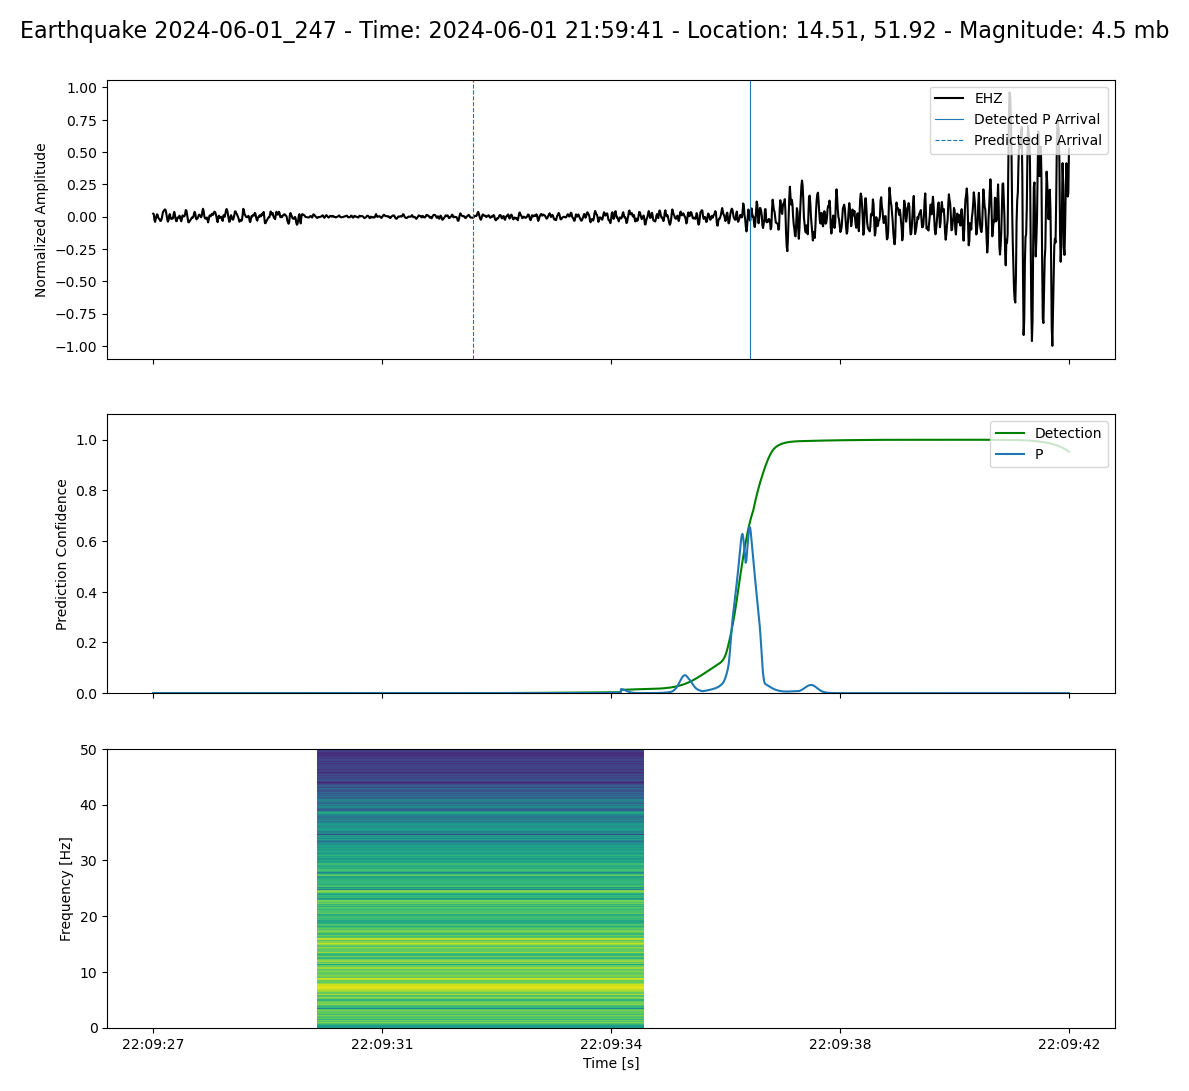 Earthquake 2024-06-01_247 - Time: 2024-06-01 21:59:41 - Location: 14.51, 51.92 - Magnitude: 4.5 mb
Normalized Amplitude
1.00
0.75
0.50
0.25
0.00
−0.25
−0.50
−0.75
−1.00
EHZ
Detected P Arrival
Predicted P Arrival
Prediction Confidence
1.0
0.8
0.6
0.4
0.2
0.0
Detection
P
Frequency [Hz]
50
40
30
20
10
0
22:09:27 22:09:31 22:09:34 22:09:38 22:09:42
Time [s]